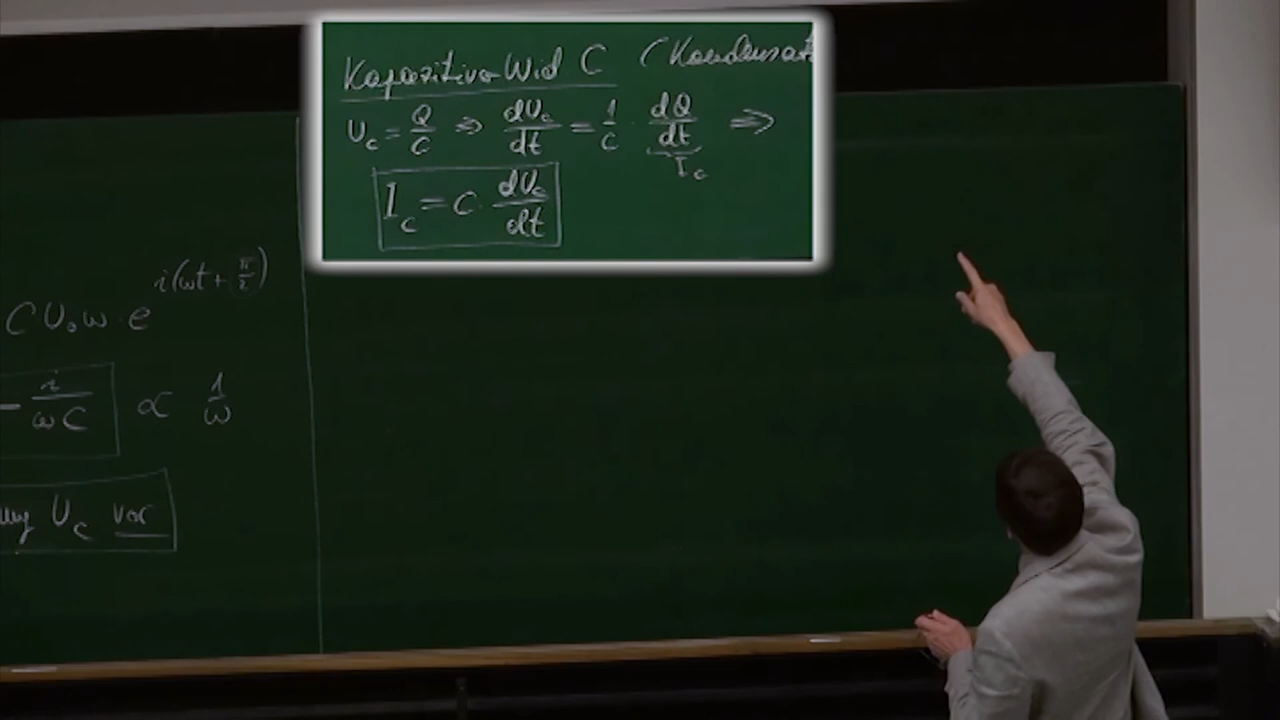 Kapazitiver Wid C (Kondensat
U_c = Q/C ⇒ dU_c/dt = 1/C · dQ/dt ⇒
I_c
I_c = C · dU_c/dt
C U₀ ω · e^{i(ωt + π/2)}
- i/ωC ∝ 1/ω
U_c vor